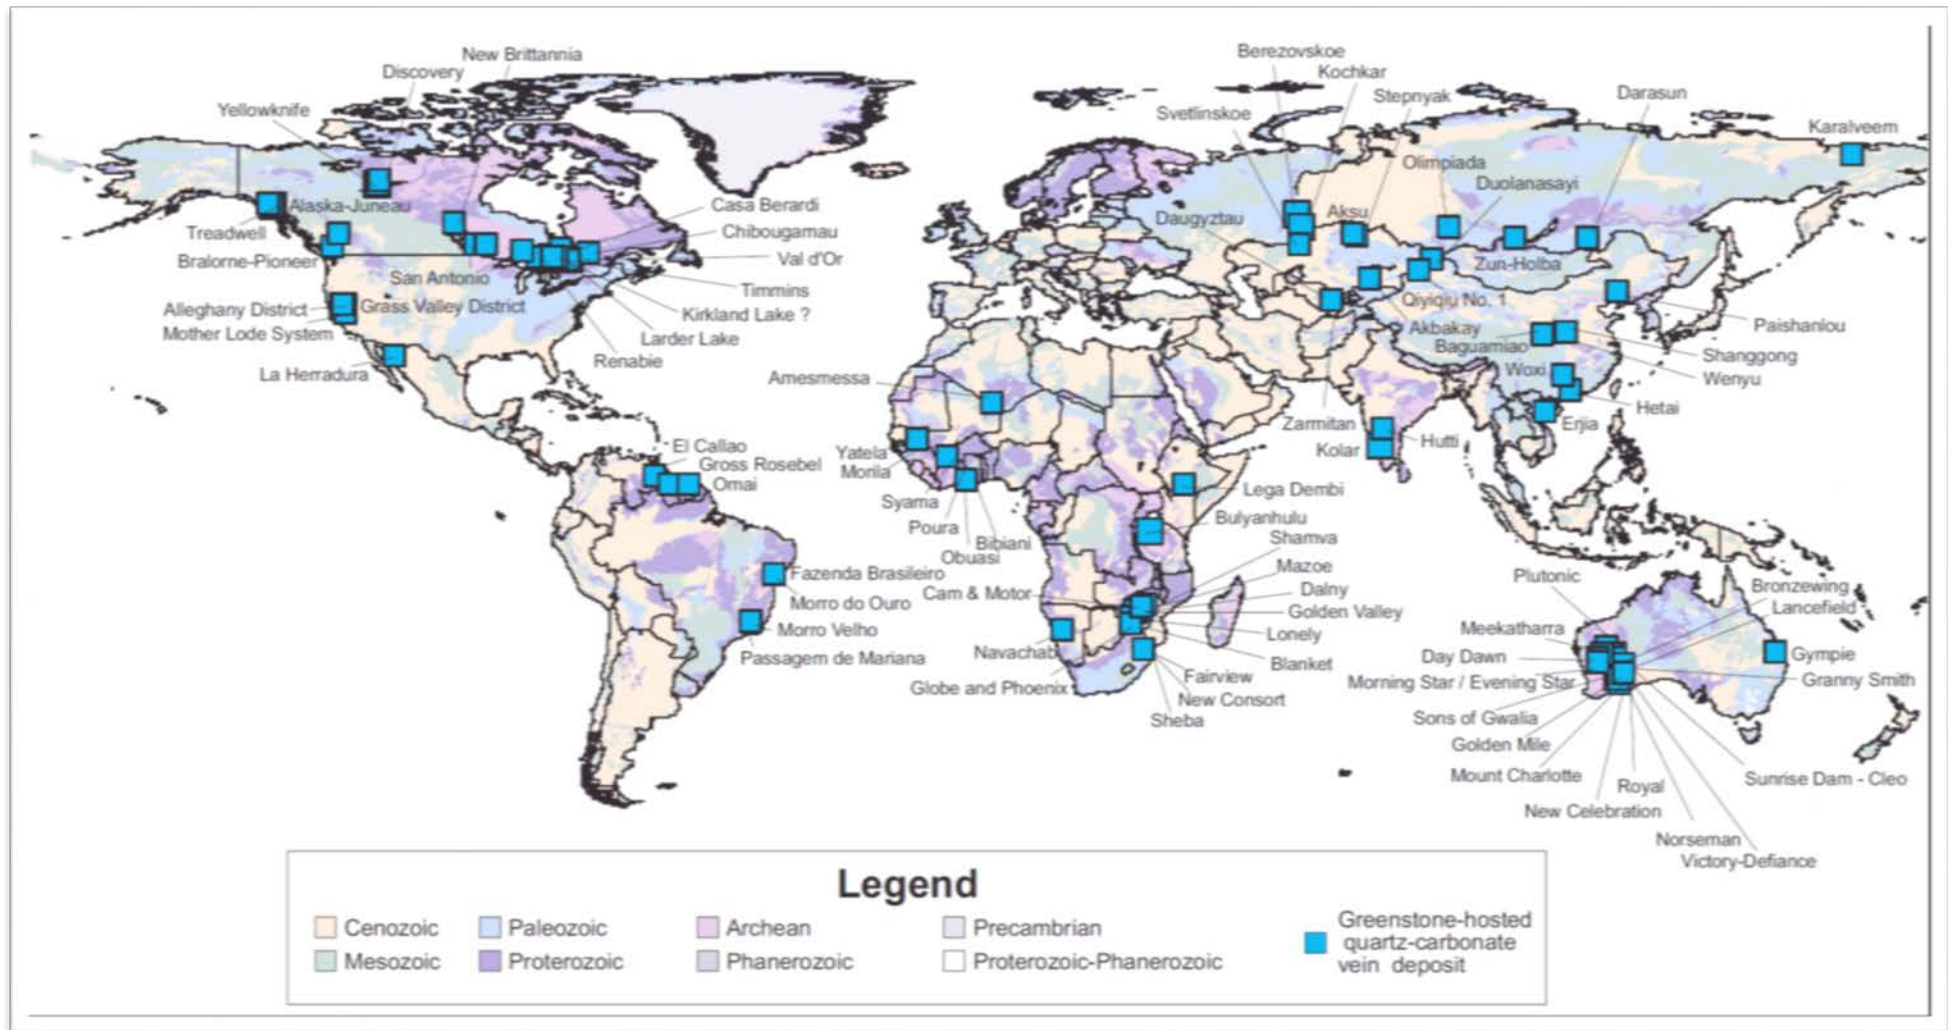 New Brittannia
Discovery
Yellowknife
Alaska-Juneau
Treadwell
Bralorne-Pioneer
San Antonio
Alleghany District
Grass Valley District
Mother Lode System
La Herradura
Casa Berardi
Chibougamau
Val d'Or
Timmins
Kirkland Lake ?
Larder Lake
Renabie
El Callao
Gross Rosebel
Omai
Fazenda Brasileiro
Morro do Ouro
Morro Velho
Passagem de Mariana
Berezovskoe
Kochkar
Stepnyak
Svetlinskoe
Darasun
Karalveem
Olimpiada
Duolanasayi
Daugyztau
Aksu
Zun-Holba
Qiyiqiu No. 1
Akbakay
Baguamiao
Paishanlou
Shanggong
Wenyu
Woxi
Hetai
Erjia
Zarmitan
Hutti
Kolar
Amesmessa
Yatela
Morila
Syama
Poura
Obuasi
Bibiani
Lega Dembi
Bulyanhulu
Shamva
Mazoe
Cam & Motor
Dalny
Golden Valley
Lonely
Blanket
Navachab
Globe and Phoenix
Fairview
New Consort
Sheba
Plutonic
Bronzewing
Lancefield
Meekatharra
Day Dawn
Gympie
Granny Smith
Morning Star / Evening Star
Sons of Gwalia
Golden Mile
Mount Charlotte
Royal
Sunrise Dam - Cleo
New Celebration
Norseman
Victory-Defiance
Legend
Cenozoic
Paleozoic
Archean
Precambrian
Mesozoic
Proterozoic
Phanerozoic
Proterozoic-Phanerozoic
Greenstone-hosted
quartz-carbonate
vein deposit